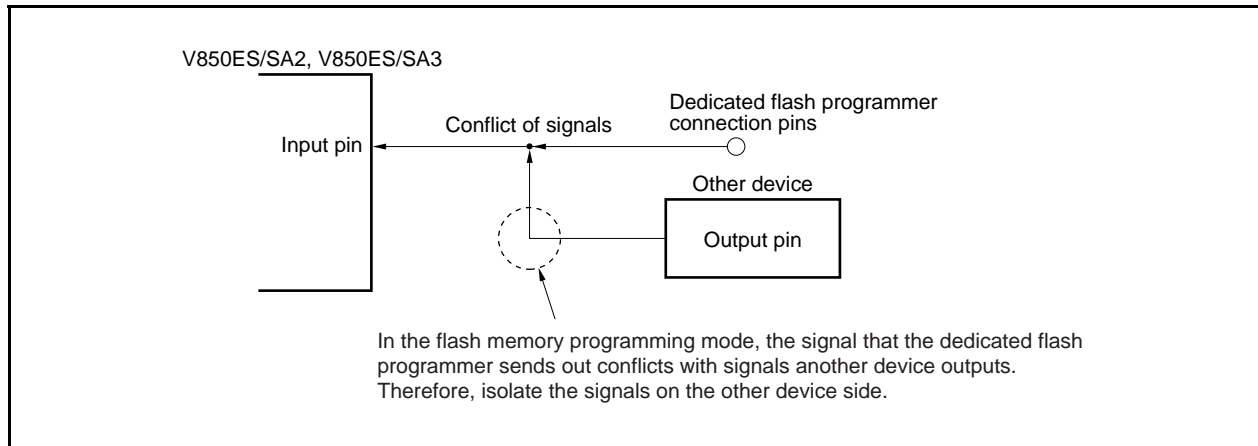 V850ES/SA2, V850ES/SA3
Dedicated flash programmer
connection pins
Conflict of signals
Input pin
Other device
Output pin
In the flash memory programming mode, the signal that the dedicated flash
programmer sends out conflicts with signals another device outputs.
Therefore, isolate the signals on the other device side.